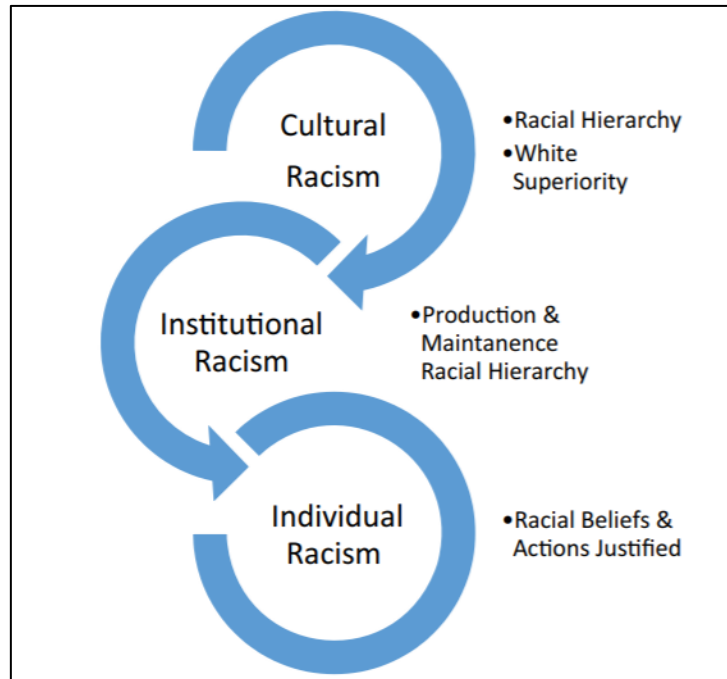 Cultural
Racism
•Racial Hierarchy
•White
Superiority
Institutional
Racism
•Production &
Maintanence
Racial Hierarchy
Individual
Racism
•Racial Beliefs &
Actions Justified